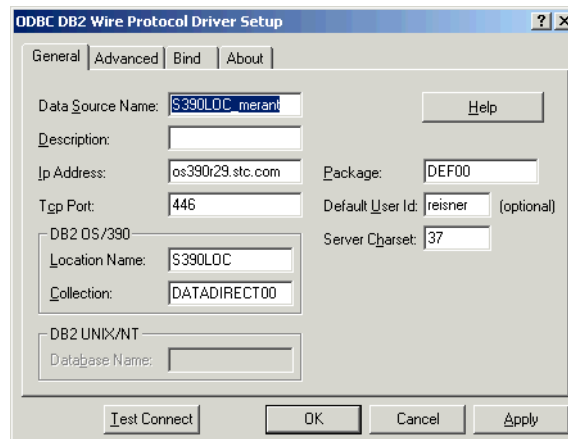 ODBC DB2 Wire Protocol Driver Setup
General Advanced Bind About
Data Source Name: S390LOC_merant
Help
Description:
Ip Address: os390r29.stc.com
Package: DEF00
Tcp Port: 446
Default User Id: reisner (optional)
DB2 OS/390
Server Charset: 37
Location Name: S390LOC
Collection: DATADIRECT00
DB2 UNIX/NT
Database Name:
Test Connect OK Cancel Apply